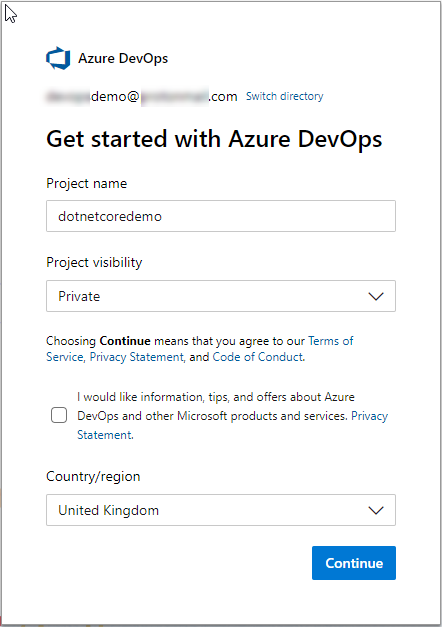 Azure DevOps
demo@ .com Switch directory
Get started with Azure DevOps
Project name
dotnetcoredemo
Project visibility
Private
Choosing Continue means that you agree to our Terms of
Service, Privacy Statement, and Code of Conduct.
I would like information, tips, and offers about Azure
DevOps and other Microsoft products and services. Privacy
Statement.
Country/region
United Kingdom
Continue